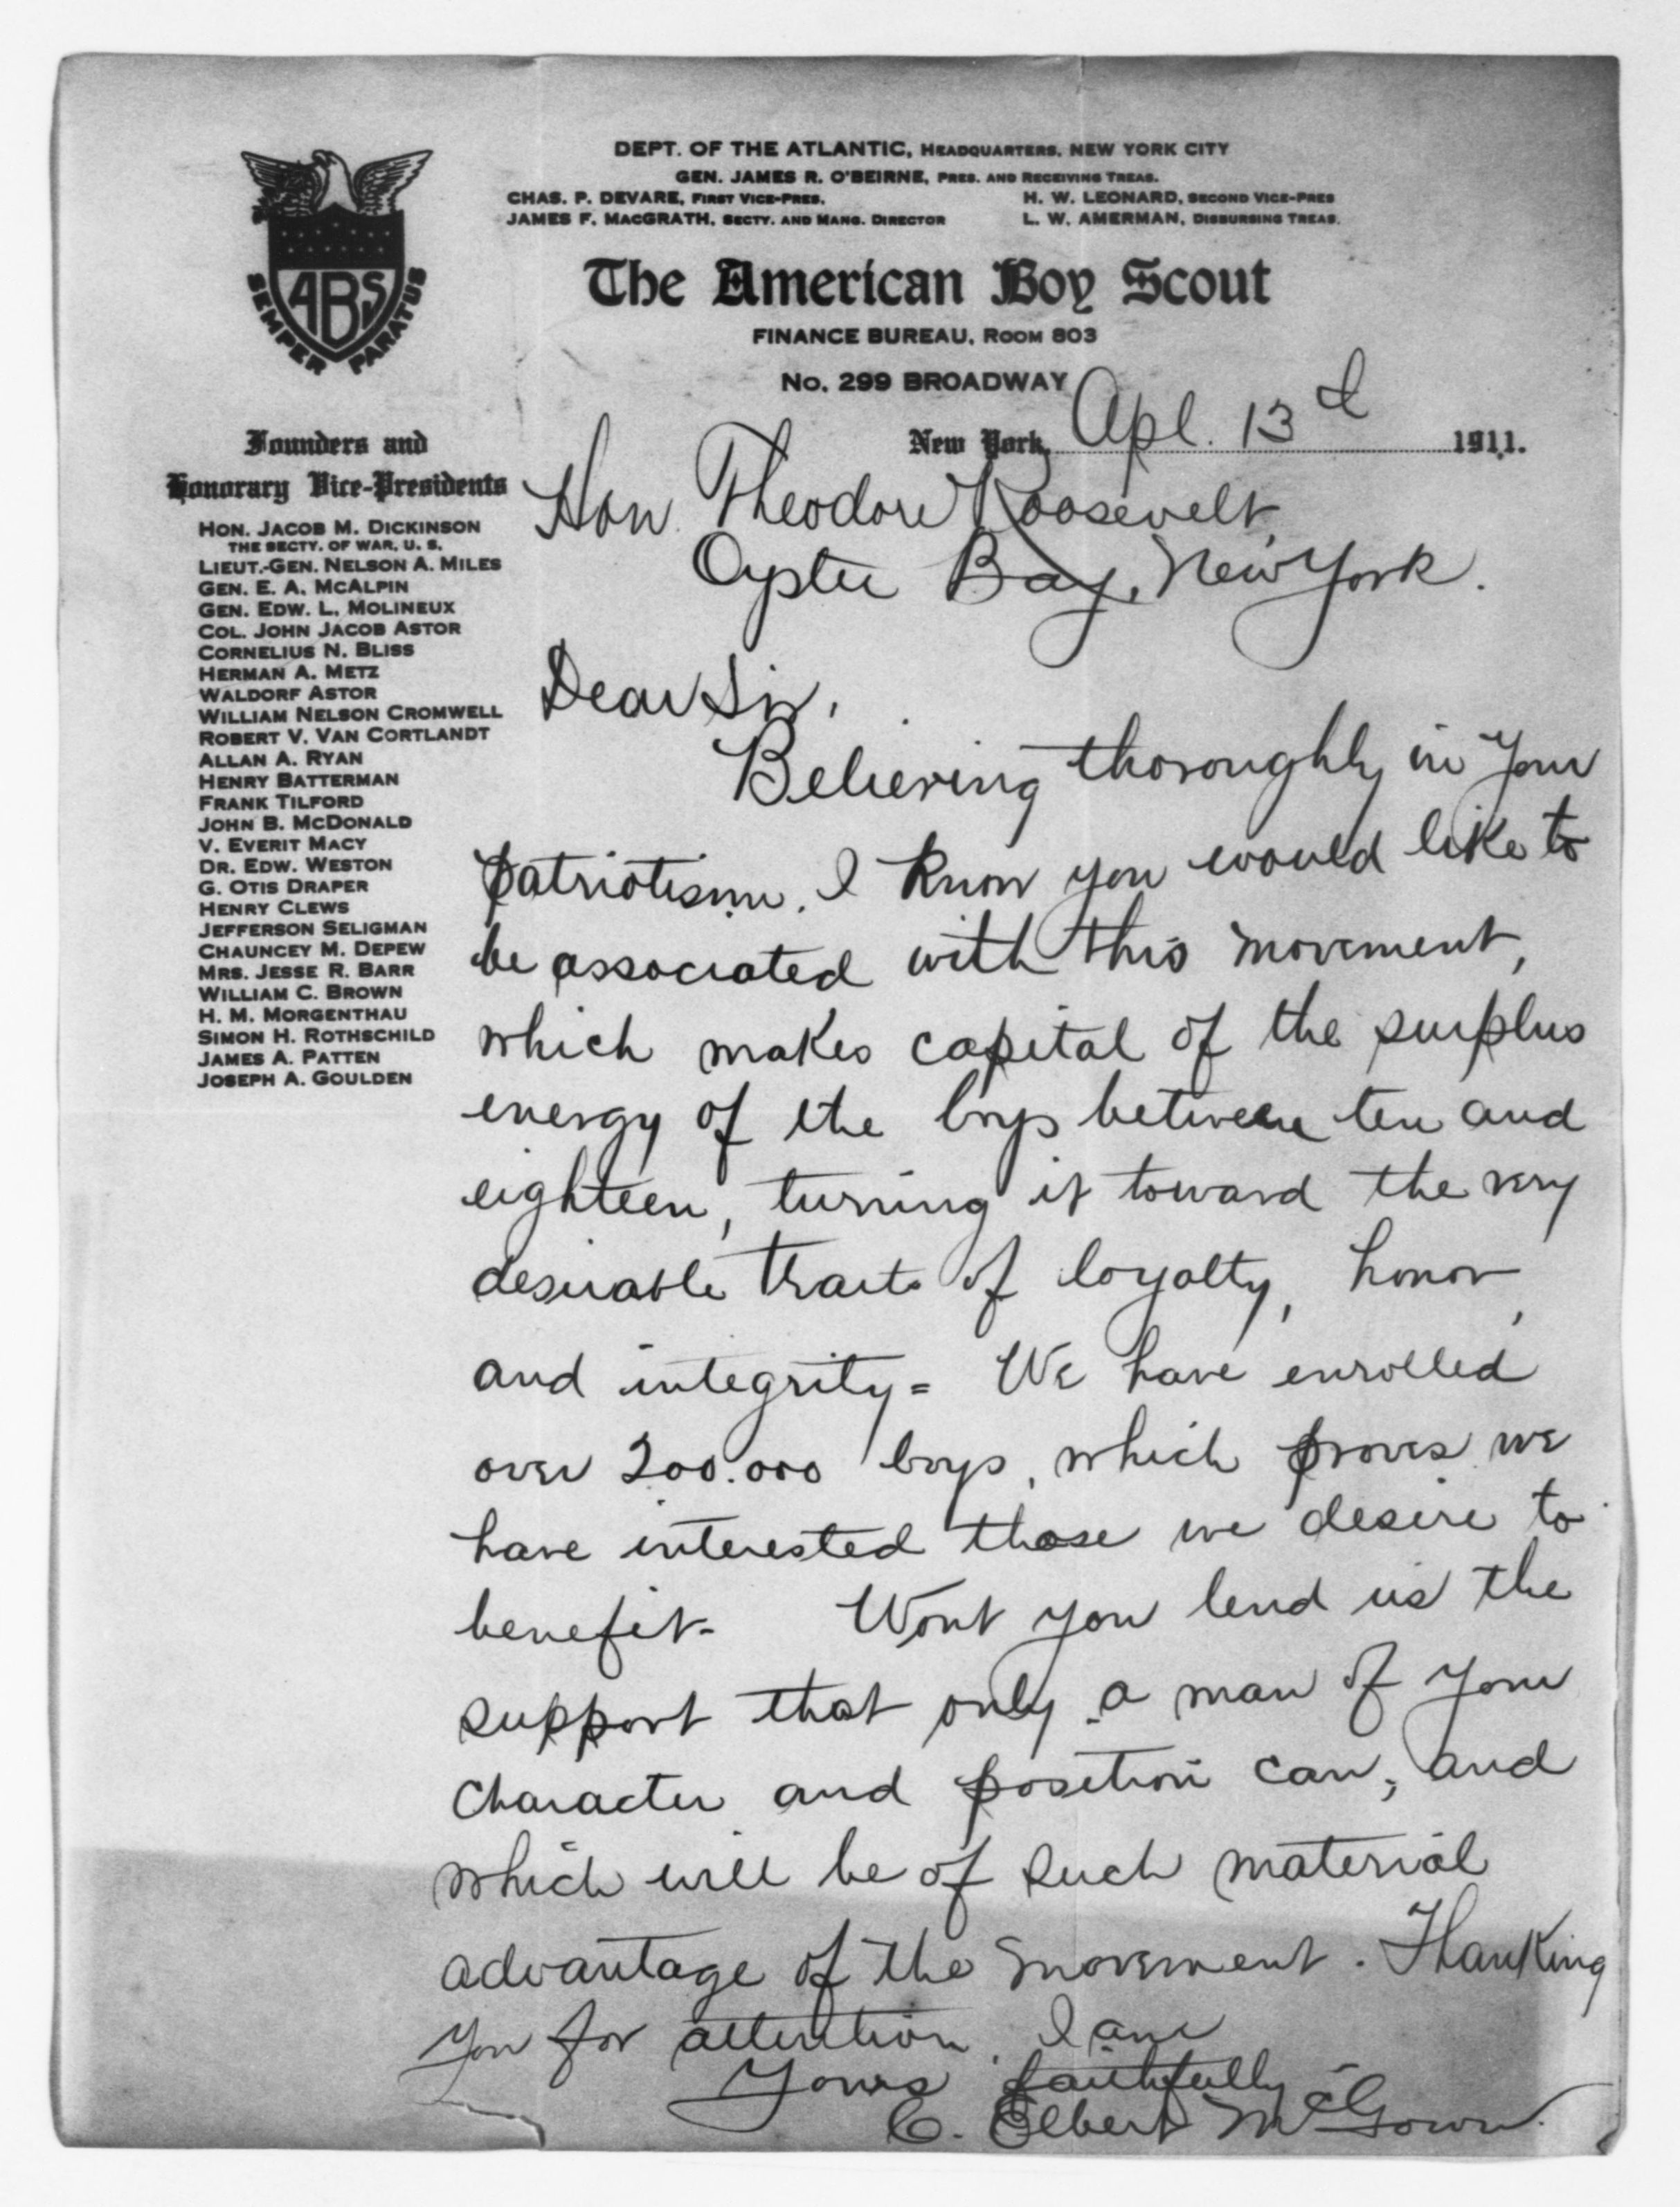 DEPT. OF THE ATLANTIC, HEADQUARTERS, NEW YORK CITY
GEN. JAMES R. O'BEIRNE, PRES. AND RECEIVING TREAS.
CHAS. P. DEVARE, FIRST VICE-PRES. H. W. LEONARD, SECOND VICE-PRES
JAMES F. MACGRATH, SECTY. AND MANG. DIRECTOR L. W. AMERMAN, DISBURSING TREAS.
ABS
SEMPER PARATUS
The American Boy Scout
FINANCE BUREAU, ROOM 803
No. 299 BROADWAY
New York, Apl. 13d 1911.
Founders and
Honorary Vice-Presidents
HON. JACOB M. DICKINSON
THE SECTY. OF WAR, U. S.
LIEUT.-GEN. NELSON A. MILES
GEN. E. A. MCALPIN
GEN. EDW. L. MOLINEUX
COL. JOHN JACOB ASTOR
CORNELIUS N. BLISS
HERMAN A. METZ
WALDORF ASTOR
WILLIAM NELSON CROMWELL
ROBERT V. VAN CORTLANDT
ALLAN A. RYAN
HENRY BATTERMAN
FRANK TILFORD
JOHN B. MCDONALD
V. EVERIT MACY
DR. EDW. WESTON
G. OTIS DRAPER
HENRY CLEWS
JEFFERSON SELIGMAN
CHAUNCEY M. DEPEW
MRS. JESSE R. BARR
WILLIAM C. BROWN
H. M. MORGENTHAU
SIMON H. ROTHSCHILD
JAMES A. PATTEN
JOSEPH A. GOULDEN
Hon. Theodore Roosevelt
Oyster Bay, New York.
Dear Sir,
Believing thoroughly in your
patriotism, I know you would like to
be associated with this movement,
which makes capital of the surplus
energy of the boys between ten and
eighteen, turning it toward the very
desirable traits of loyalty, honor,
and integrity= We have enrolled
over 200.000 boys, which proves we
have interested those we desire to
benefit- Wont you lend us the
support that only a man of your
character and position can, and
which will be of such material
advantage of the movement. Thanking
you for attention, I am
Yours faithfully
C. Elbert McGown.